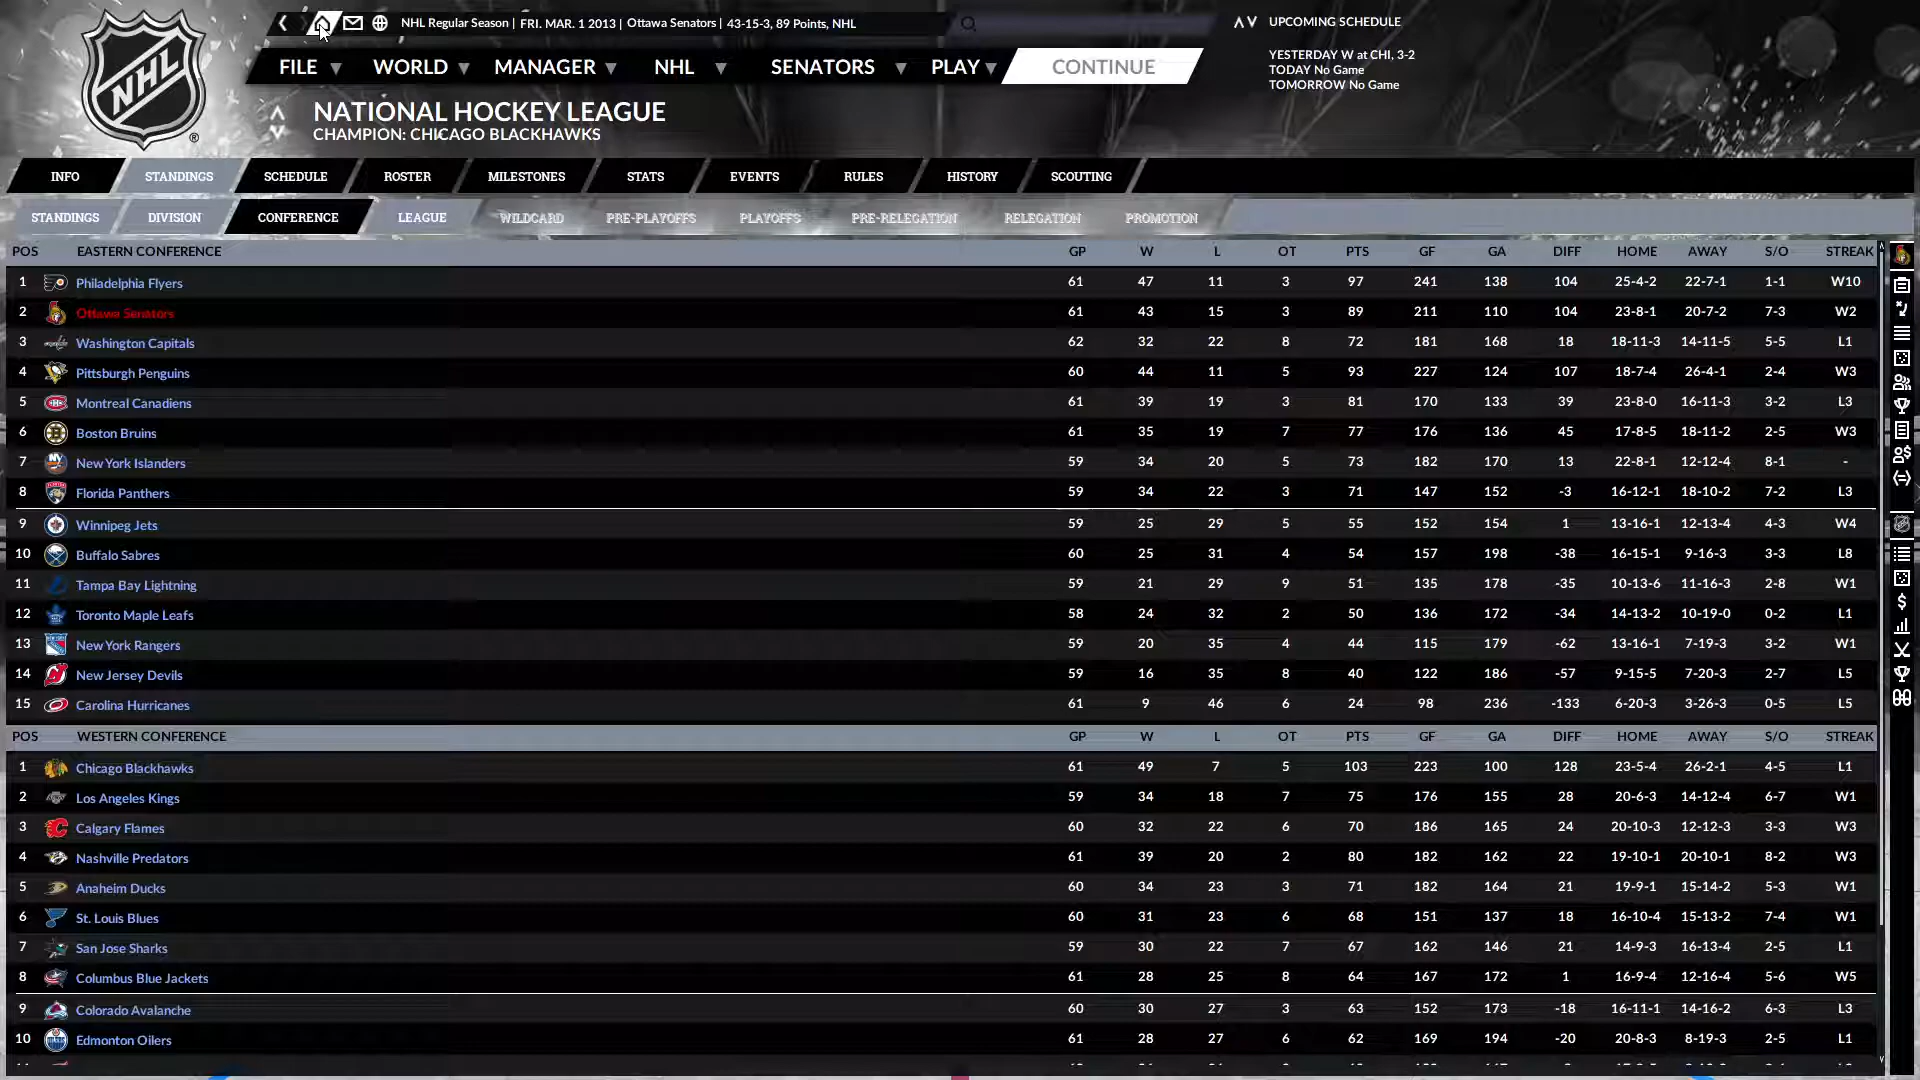 NHL Regular Season | FRI. MAR. 1 2013 | Ottawa Senators | 43-15-3, 89 Points, NHL
UPCOMING SCHEDULE
YESTERDAY W at CHI, 3-2
TODAY No Game
TOMORROW No Game
FILE WORLD MANAGER NHL SENATORS PLAY CONTINUE
NHL
NATIONAL HOCKEY LEAGUE
CHAMPION: CHICAGO BLACKHAWKS
INFO STANDINGS SCHEDULE ROSTER MILESTONES STATS EVENTS RULES HISTORY SCOUTING
STANDINGS DIVISION CONFERENCE LEAGUE WILDCARD PRE-PLAYOFFS PLAYOFFS PRE-RELEGATION RELEGATION PROMOTION
POS EASTERN CONFERENCE GP W L OT PTS GF GA DIFF HOME AWAY S/O STREAK
1 Philadelphia Flyers 61 47 11 3 97 241 138 104 25-4-2 22-7-1 1-1 W10
2 Ottawa Senators 61 43 15 3 89 211 110 104 23-8-1 20-7-2 7-3 W2
3 Washington Capitals 62 32 22 8 72 181 168 18 18-11-3 14-11-5 5-5 L1
4 Pittsburgh Penguins 60 44 11 5 93 227 124 107 18-7-4 26-4-1 2-4 W3
5 Montreal Canadiens 61 39 19 3 81 170 133 39 23-8-0 16-11-3 3-2 L3
6 Boston Bruins 61 35 19 7 77 176 136 45 17-8-5 18-11-2 2-5 W3
7 New York Islanders 59 34 20 5 73 182 170 13 22-8-1 12-12-4 8-1 -
8 Florida Panthers 59 34 22 3 71 147 152 -3 16-12-1 18-10-2 7-2 L3
9 Winnipeg Jets 59 25 29 5 55 152 154 1 13-16-1 12-13-4 4-3 W4
10 Buffalo Sabres 60 25 31 4 54 157 198 -38 16-15-1 9-16-3 3-3 L8
11 Tampa Bay Lightning 59 21 29 9 51 135 178 -35 10-13-6 11-16-3 2-8 W1
12 Toronto Maple Leafs 58 24 32 2 50 136 172 -34 14-13-2 10-19-0 0-2 L1
13 New York Rangers 59 20 35 4 44 115 179 -62 13-16-1 7-19-3 3-2 W1
14 New Jersey Devils 59 16 35 8 40 122 186 -57 9-15-5 7-20-3 2-7 L5
15 Carolina Hurricanes 61 9 46 6 24 98 236 -133 6-20-3 3-26-3 0-5 L5
POS WESTERN CONFERENCE GP W L OT PTS GF GA DIFF HOME AWAY S/O STREAK
1 Chicago Blackhawks 61 49 7 5 103 223 100 128 23-5-4 26-2-1 4-5 L1
2 Los Angeles Kings 59 34 18 7 75 176 155 28 20-6-3 14-12-4 6-7 W1
3 Calgary Flames 60 32 22 6 70 186 165 24 20-10-3 12-12-3 3-3 W3
4 Nashville Predators 61 39 20 2 80 182 162 22 19-10-1 20-10-1 8-2 W3
5 Anaheim Ducks 60 34 23 3 71 182 164 21 19-9-1 15-14-2 5-3 W1
6 St. Louis Blues 60 31 23 6 68 151 137 18 16-10-4 15-13-2 7-4 W1
7 San Jose Sharks 59 30 22 7 67 162 146 21 14-9-3 16-13-4 2-5 L1
8 Columbus Blue Jackets 61 28 25 8 64 167 172 1 16-9-4 12-16-4 5-6 W5
9 Colorado Avalanche 60 30 27 3 63 152 173 -18 16-11-1 14-16-2 6-3 L3
10 Edmonton Oilers 61 28 27 6 62 169 194 -20 20-8-3 8-19-3 2-5 L1